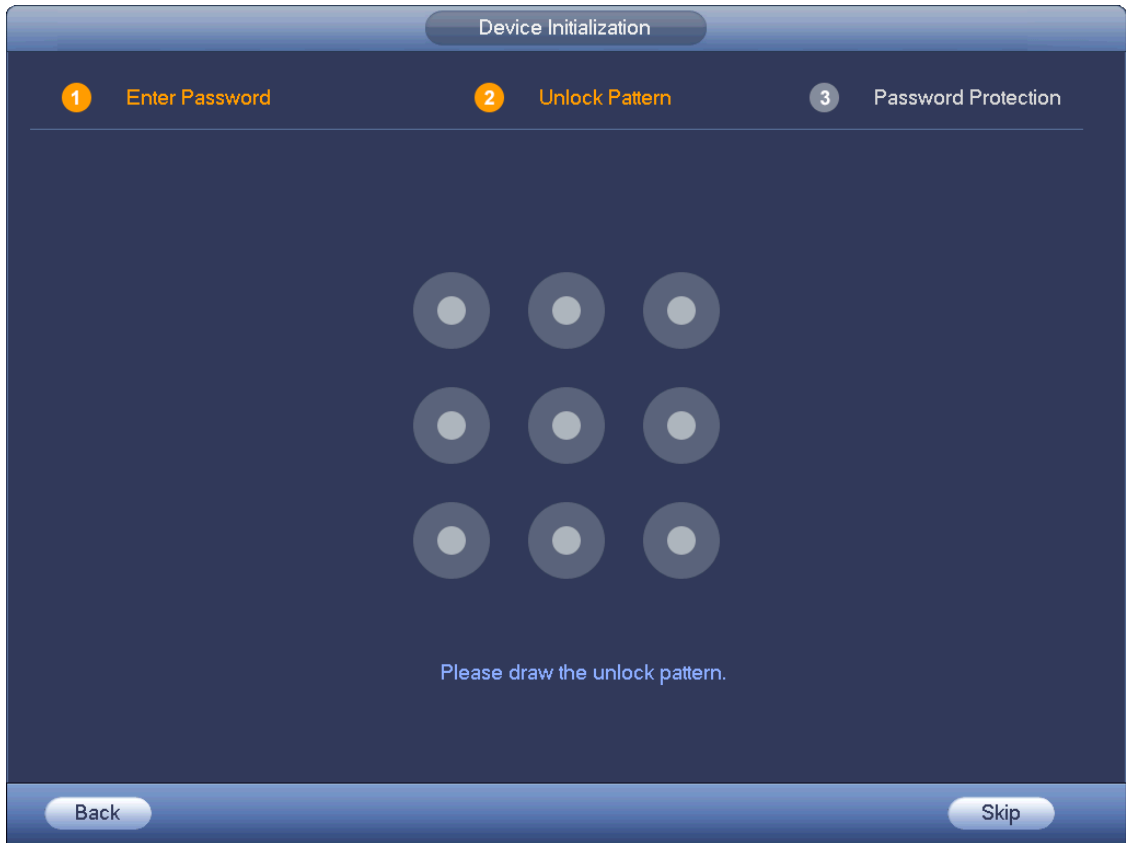 Device Initialization
1 Enter Password 2 Unlock Pattern 3 Password Protection
Please draw the unlock pattern.
Back Skip